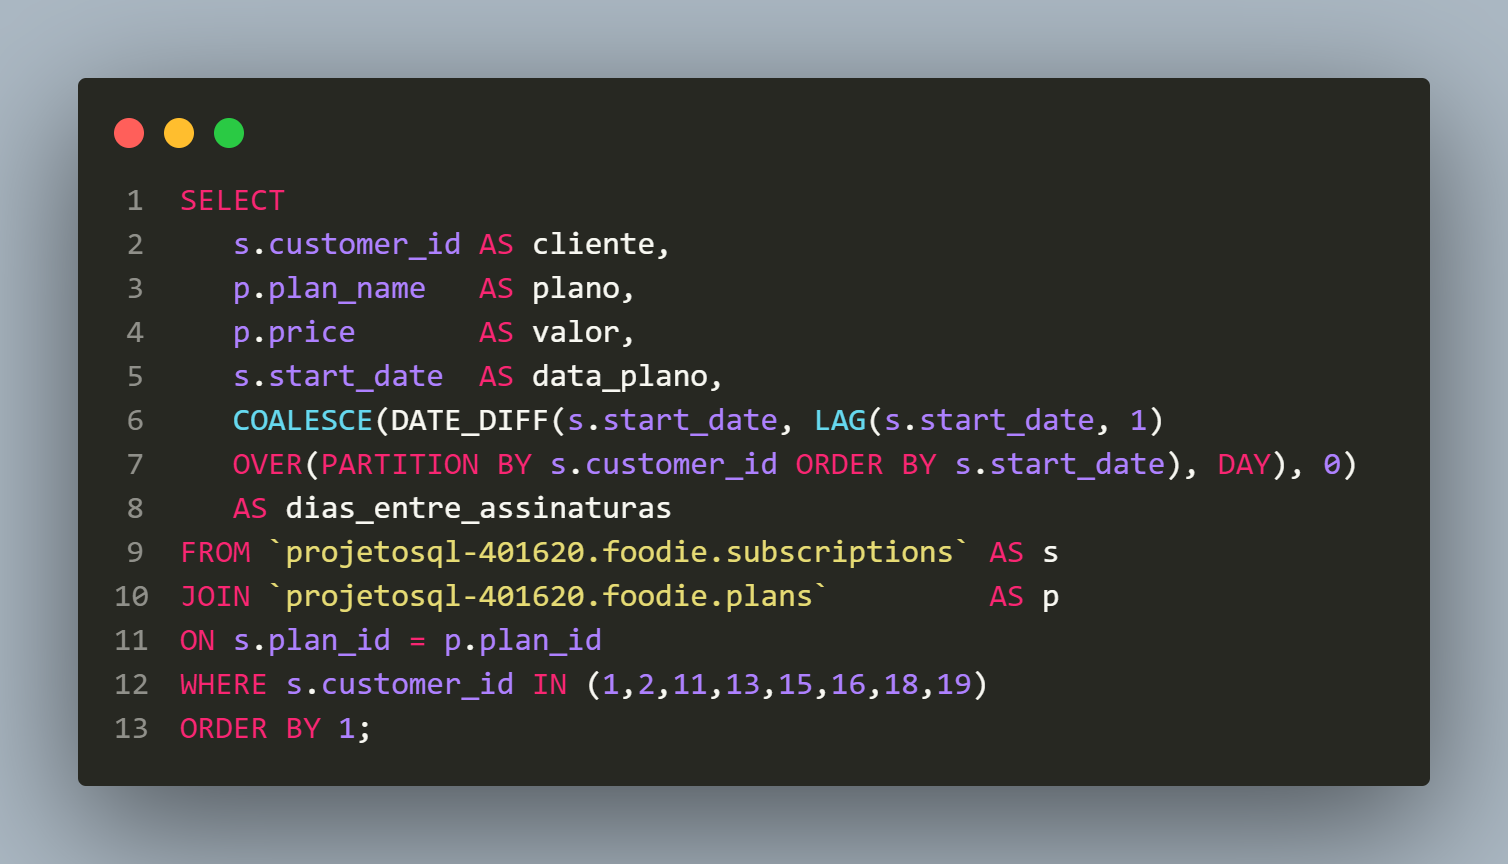 1 SELECT
2    s.customer_id AS cliente,
3    p.plan_name   AS plano,
4    p.price       AS valor,
5    s.start_date  AS data_plano,
6    COALESCE(DATE_DIFF(s.start_date, LAG(s.start_date, 1)
7    OVER(PARTITION BY s.customer_id ORDER BY s.start_date), DAY), 0)
8    AS dias_entre_assinaturas
9 FROM `projetosql-401620.foodie.subscriptions` AS s
10 JOIN `projetosql-401620.foodie.plans`         AS p
11 ON s.plan_id = p.plan_id
12 WHERE s.customer_id IN (1,2,11,13,15,16,18,19)
13 ORDER BY 1;